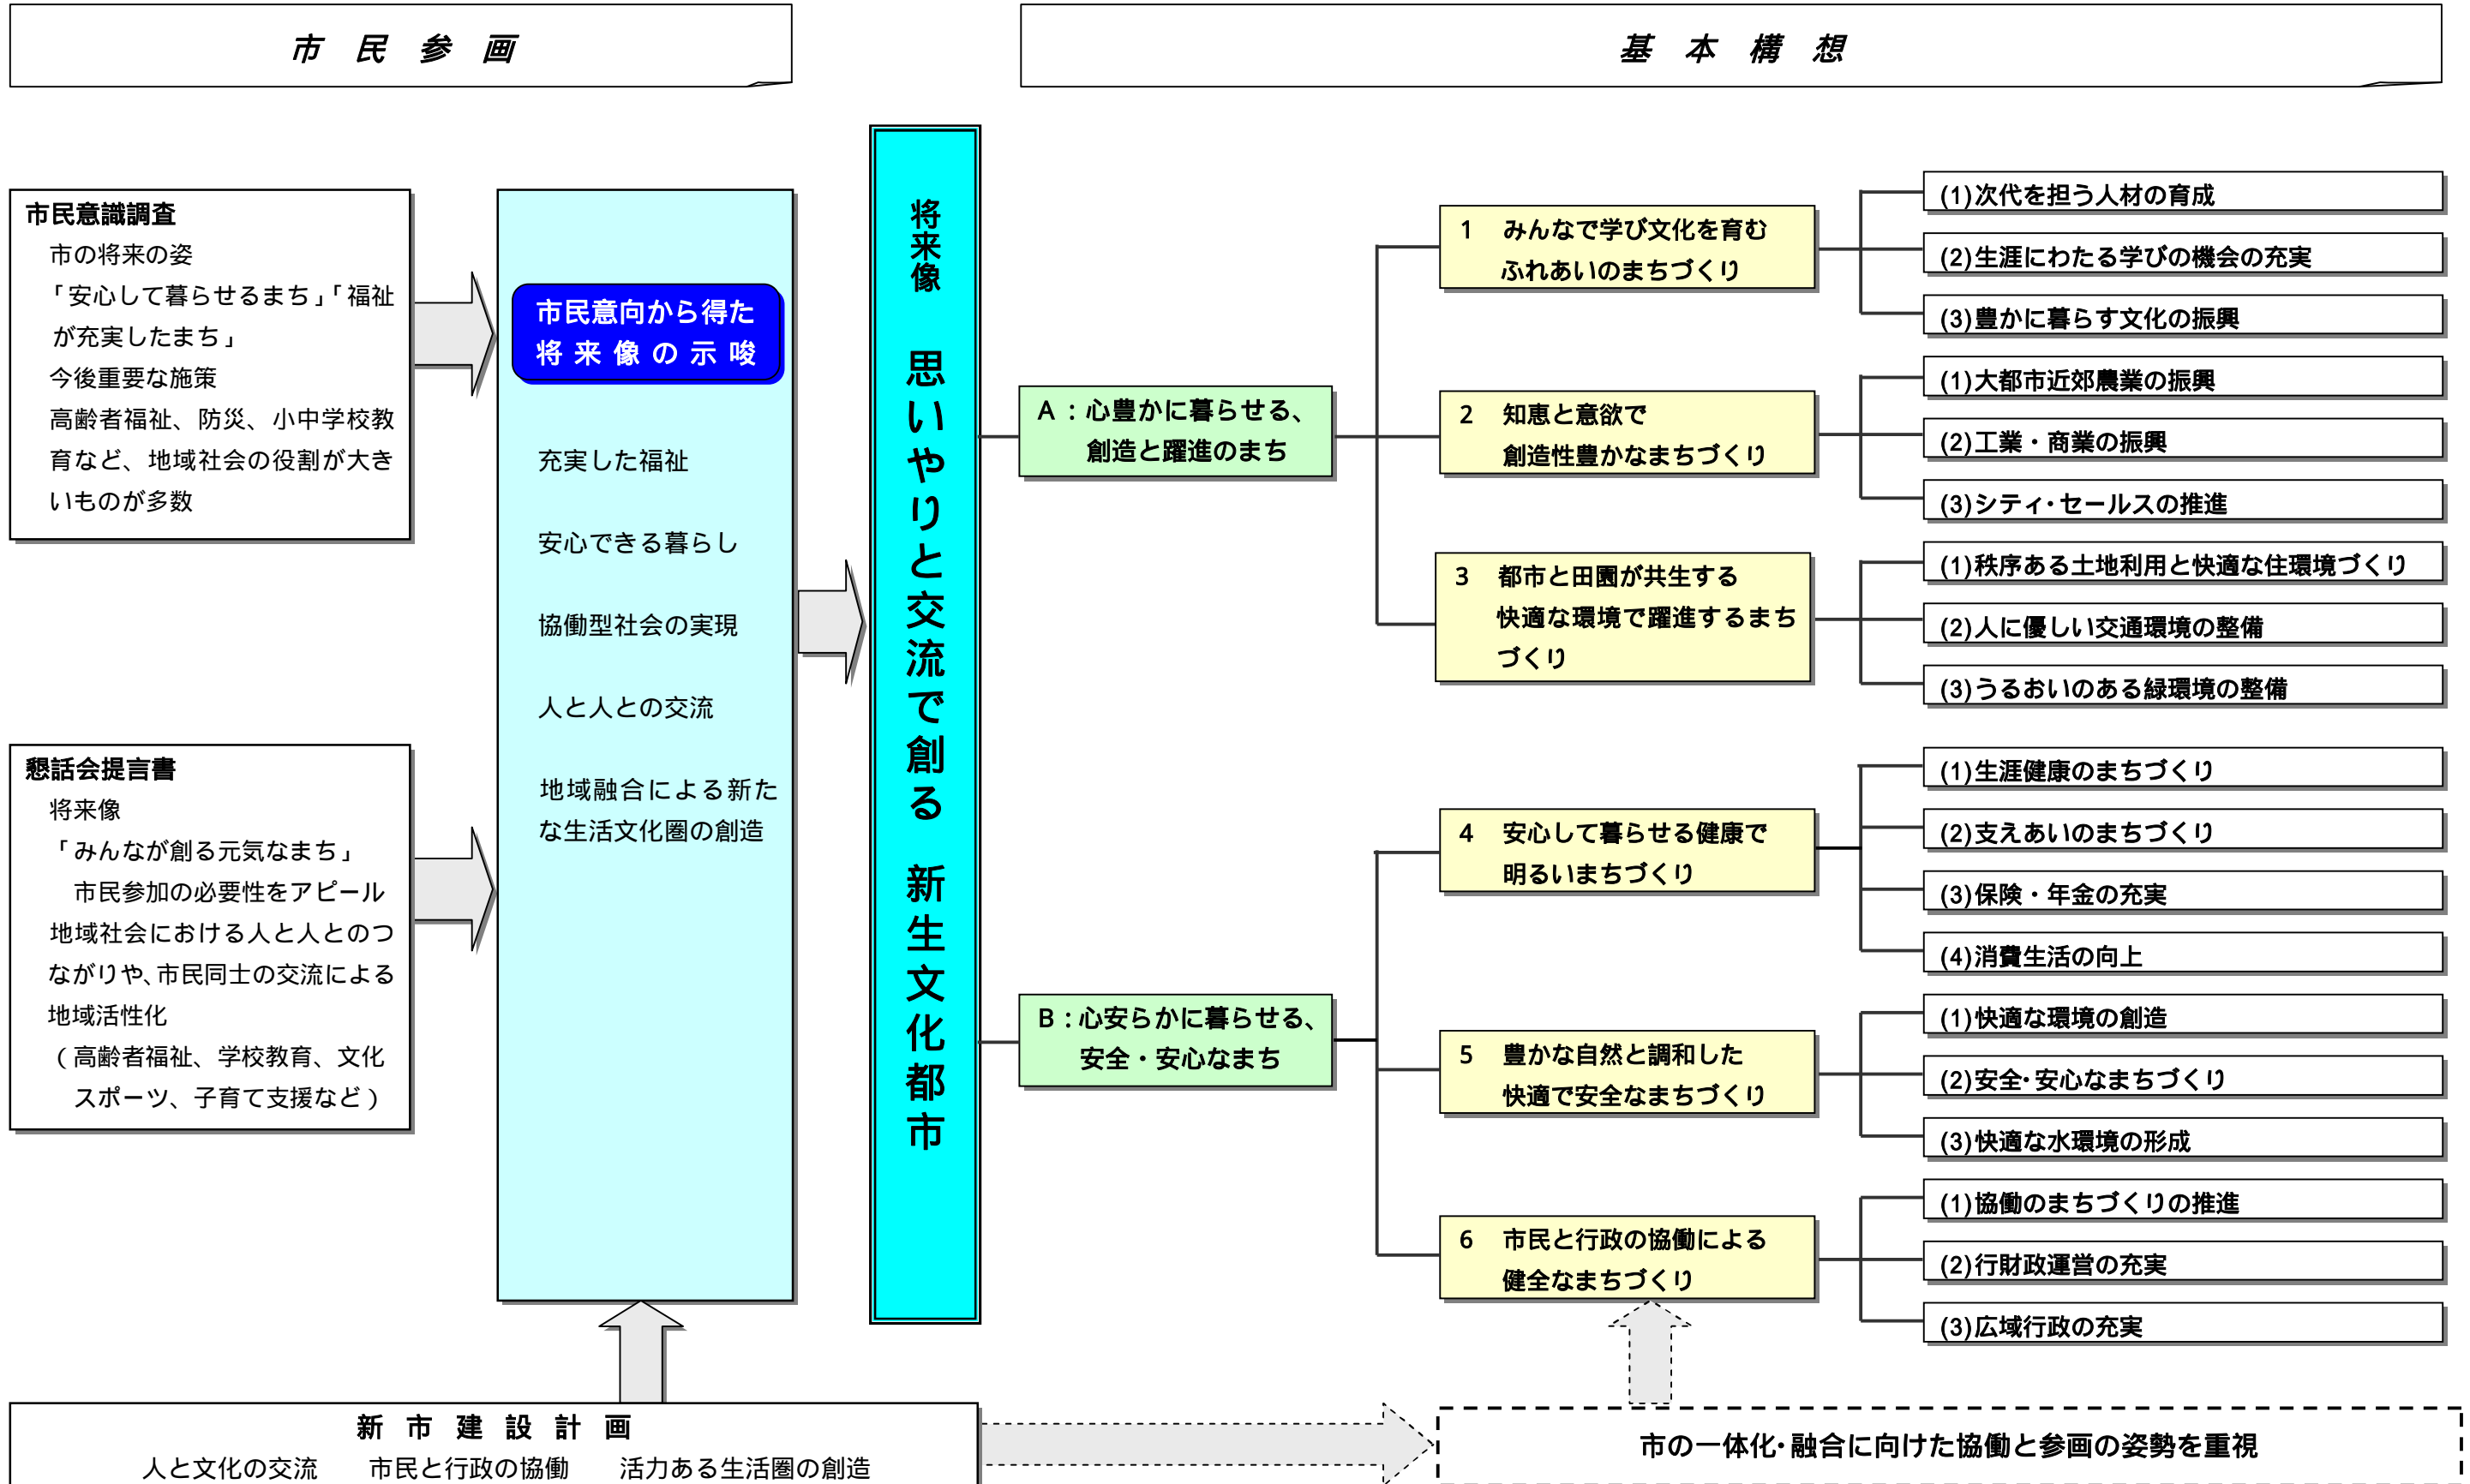 市民参画
基本構想
市民意識調査
市の将来の姿
「安心して暮らせるまち」「福祉
が充実したまち」
今後重要な施策
高齢者福祉、防災、小中学校教
育など、地域社会の役割が大き
いものが多数
懇話会提言書
将来像
「みんなが創る元気なまち」
市民参加の必要性をアピール
地域社会における人と人とのつ
ながりや、市民同士の交流による
地域活性化
(高齢者福祉、学校教育、文化
スポーツ、子育て支援など)
市民意向から得た
将来像の示唆
充実した福祉
安心できる暮らし
協働型社会の実現
人と人との交流
地域融合による新た
な生活文化圏の創造
将来像 思いやりと交流で創る 新生文化都市
A:心豊かに暮らせる、
創造と躍進のまち
1 みんなで学び文化を育む
ふれあいのまちづくり
(1)次代を担う人材の育成
(2)生涯にわたる学びの機会の充実
(3)豊かに暮らす文化の振興
2 知恵と意欲で
創造性豊かなまちづくり
(1)大都市近郊農業の振興
(2)工業・商業の振興
(3)シティ・セールスの推進
3 都市と田園が共生する
快適な環境で躍進するまち
づくり
(1)秩序ある土地利用と快適な住環境づくり
(2)人に優しい交通環境の整備
(3)うるおいのある緑環境の整備
B:心安らかに暮らせる、
安全・安心なまち
4 安心して暮らせる健康で
明るいまちづくり
(1)生涯健康のまちづくり
(2)支えあいのまちづくり
(3)保険・年金の充実
(4)消費生活の向上
5 豊かな自然と調和した
快適で安全なまちづくり
(1)快適な環境の創造
(2)安全・安心なまちづくり
(3)快適な水環境の形成
6 市民と行政の協働による
健全なまちづくり
(1)協働のまちづくりの推進
(2)行財政運営の充実
(3)広域行政の充実
新市建設計画
人と文化の交流 市民と行政の協働 活力ある生活圏の創造
市の一体化・融合に向けた協働と参画の姿勢を重視